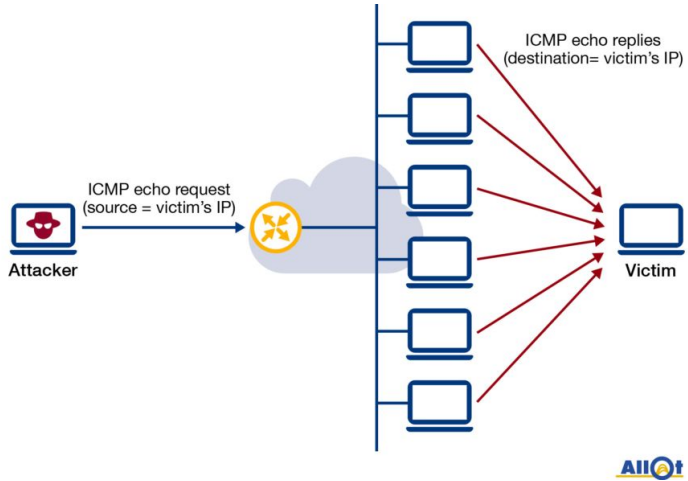 ICMP echo replies
(destination= victim's IP)
ICMP echo request
(source = victim's IP)
Attacker
Victim
Allot